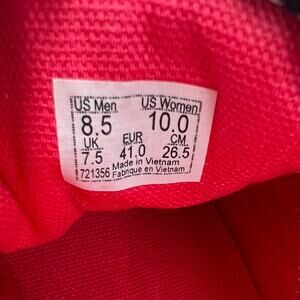 US Men US Women
8.5 10.0
UK EUR CM
7.5 41.0 26.5
Made in Vietnam
721356 Fabrique en Vietnam